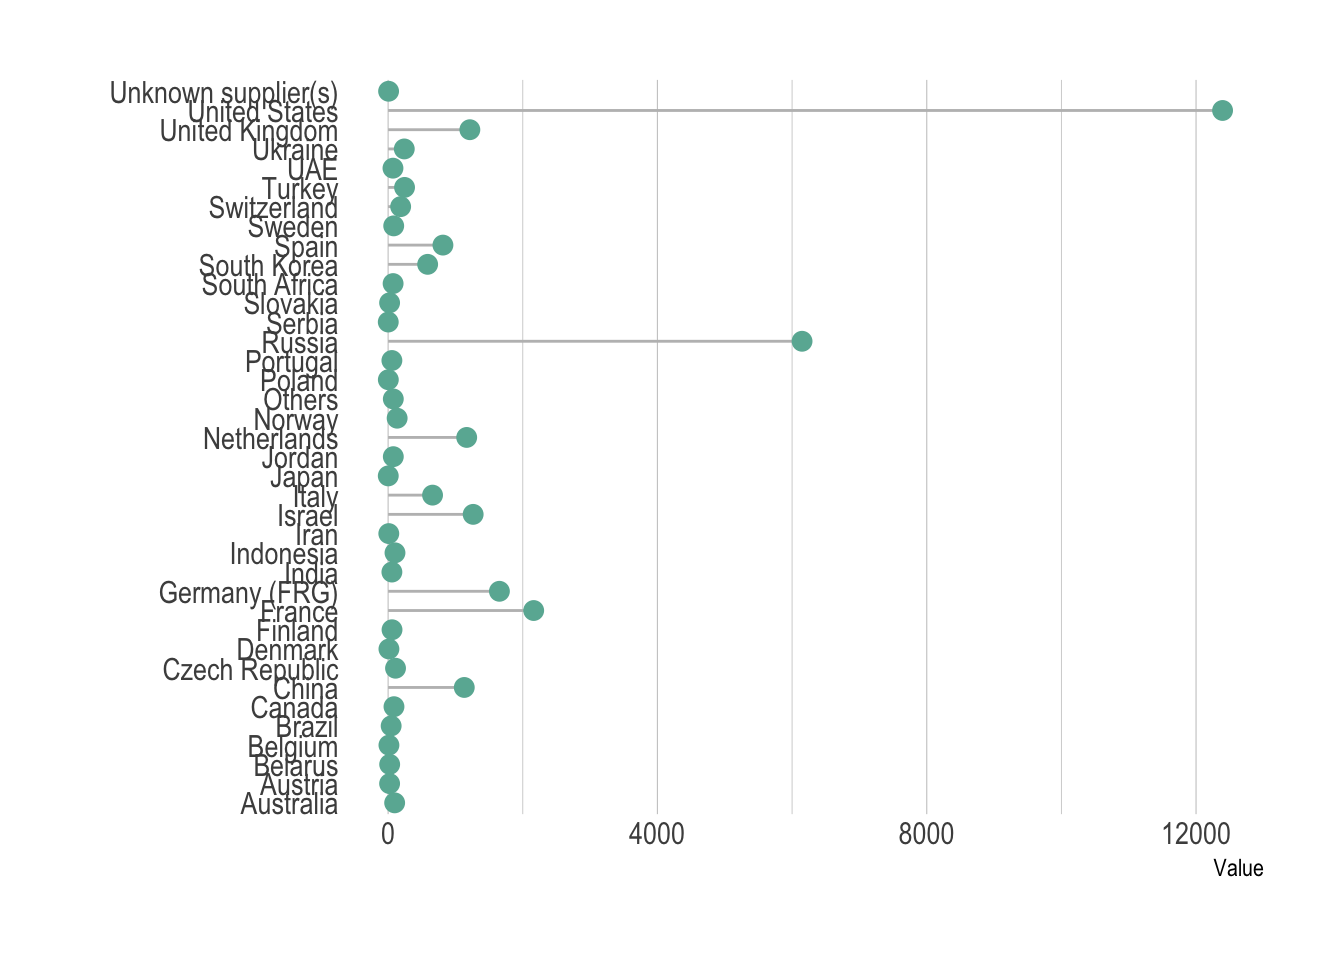 Unknown supplier(s)
United States
United Kingdom
Ukraine
UAE
Turkey
Switzerland
Sweden
Spain
South Korea
South Africa
Slovakia
Serbia
Russia
Portugal
Poland
Others
Norway
Netherlands
Jordan
Japan
Italy
Israel
Iran
Indonesia
India
Germany (FRG)
France
Finland
Denmark
Czech Republic
China
Canada
Brazil
Belgium
Belarus
Austria
Australia
0 4000 8000 12000
Value